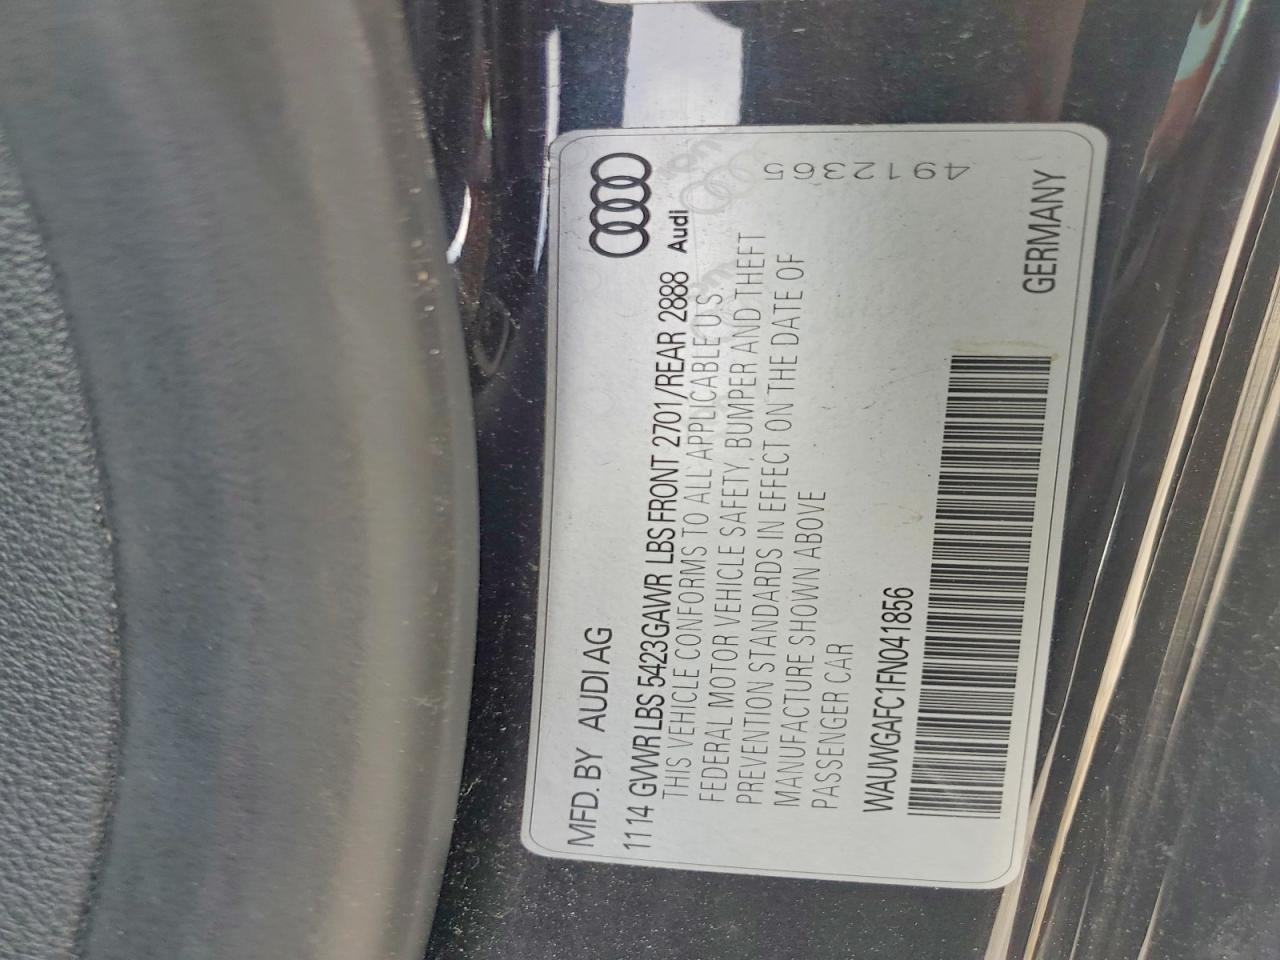 MFD. BY AUDI AG
1114 GVWR LBS 5423 GAWR LBS FRONT 2701/REAR 2888 Audi
THIS VEHICLE CONFORMS TO ALL APPLICABLE U.S.
FEDERAL MOTOR VEHICLE SAFETY, BUMPER AND THEFT
PREVENTION STANDARDS IN EFFECT ON THE DATE OF
MANUFACTURE SHOWN ABOVE
PASSENGER CAR
WAUWGAFC1FN041856
4912365
GERMANY